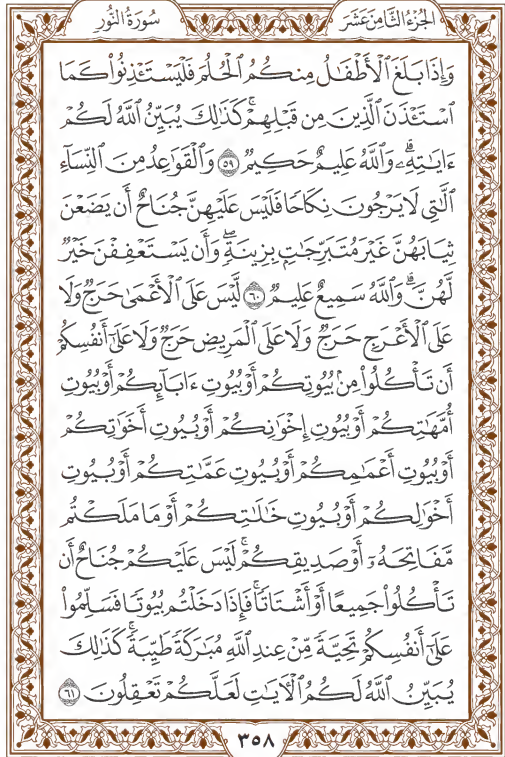 الجُزْءُ الثَّامِنَ عَشَرَ
سُورَةُ النُّورِ
وَإِذَا بَلَغَ ٱلْأَطْفَٰلُ مِنكُمُ ٱلْحُلُمَ فَلْيَسْتَـْٔذِنُوا۟ كَمَا
ٱسْتَـْٔذَنَ ٱلَّذِينَ مِن قَبْلِهِمْ ۚ كَذَٰلِكَ يُبَيِّنُ ٱللَّهُ لَكُمْ
ءَايَٰتِهِۦ ۗ وَٱللَّهُ عَلِيمٌ حَكِيمٌ ٥٩ وَٱلْقَوَٰعِدُ مِنَ ٱلنِّسَآءِ
ٱلَّٰتِى لَا يَرْجُونَ نِكَاحًا فَلَيْسَ عَلَيْهِنَّ جُنَاحٌ أَن يَضَعْنَ
ثِيَابَهُنَّ غَيْرَ مُتَبَرِّجَٰتٍۭ بِزِينَةٍ ۖ وَأَن يَسْتَعْفِفْنَ خَيْرٌ
لَّهُنَّ ۗ وَٱللَّهُ سَمِيعٌ عَلِيمٌ ٦٠ لَّيْسَ عَلَى ٱلْأَعْمَىٰ حَرَجٌ وَلَا
عَلَى ٱلْأَعْرَجِ حَرَجٌ وَلَا عَلَى ٱلْمَرِيضِ حَرَجٌ وَلَا عَلَىٰٓ أَنفُسِكُمْ
أَن تَأْكُلُوا۟ مِنۢ بُيُوتِكُمْ أَوْ بُيُوتِ ءَابَآئِكُمْ أَوْ بُيُوتِ
أُمَّهَٰتِكُمْ أَوْ بُيُوتِ إِخْوَٰنِكُمْ أَوْ بُيُوتِ أَخَوَٰتِكُمْ
أَوْ بُيُوتِ أَعْمَٰمِكُمْ أَوْ بُيُوتِ عَمَّٰتِكُمْ أَوْ بُيُوتِ
أَخْوَٰلِكُمْ أَوْ بُيُوتِ خَٰلَٰتِكُمْ أَوْ مَا مَلَكْتُم
مَّفَاتِحَهُۥٓ أَوْ صَدِيقِكُمْ ۚ لَيْسَ عَلَيْكُمْ جُنَاحٌ أَن
تَأْكُلُوا۟ جَمِيعًا أَوْ أَشْتَاتًا ۚ فَإِذَا دَخَلْتُم بُيُوتًا فَسَلِّمُوا۟
عَلَىٰٓ أَنفُسِكُمْ تَحِيَّةً مِّنْ عِندِ ٱللَّهِ مُبَٰرَكَةً طَيِّبَةً ۚ كَذَٰلِكَ
يُبَيِّنُ ٱللَّهُ لَكُمُ ٱلْـَٔايَٰتِ لَعَلَّكُمْ تَعْقِلُونَ ٦١
٣٥٨